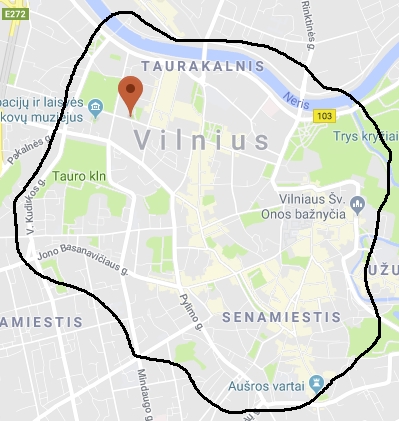 E272
Rinktinės g.
TAURAKALNIS
Neris
103
pacijų ir laisvės
kovų muziejus
Vilnius
Trys kryžiai
Pakalnės g.
Tauro kln
Vilniaus Šv.
Onos bažnyčia
V. Kudirkos g.
Jono Basanavičiaus g.
UŽU
Pylimo g.
AMIESTIS
SENAMIESTIS
Mindaugo g.
Aušros vartai